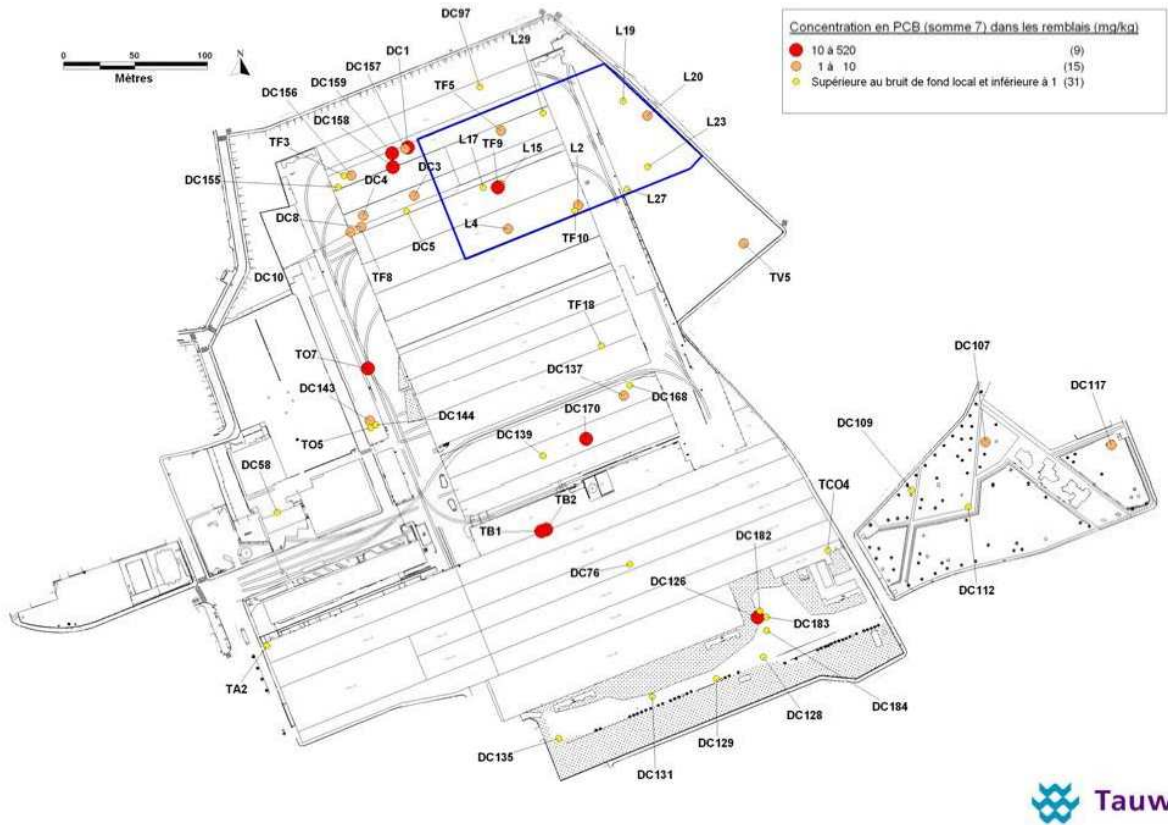 DC97
L29
L19
Concentration en PCB (somme 7) dans les remblais (mg/kg)
10 à 520 (9)
1 à 10 (15)
Supérieure au bruit de fond local et inférieure à 1 (31)
0 50 100
Mètres
N
DC1
DC157
DC159
TF5
L20
DC156
DC158
L23
TF3
L17
TF9
L15
L2
DC3
DC4
DC155
L27
DC8
L4
DC5
TF10
DC10
TF8
TV5
TF18
TO7
DC107
DC137
DC117
DC143
DC170
DC168
DC144
DC109
DC139
TO5
DC58
TCO4
TB2
TB1
DC182
DC76
DC126
DC112
DC183
TA2
DC184
DC128
DC129
DC135
DC131
Tauw